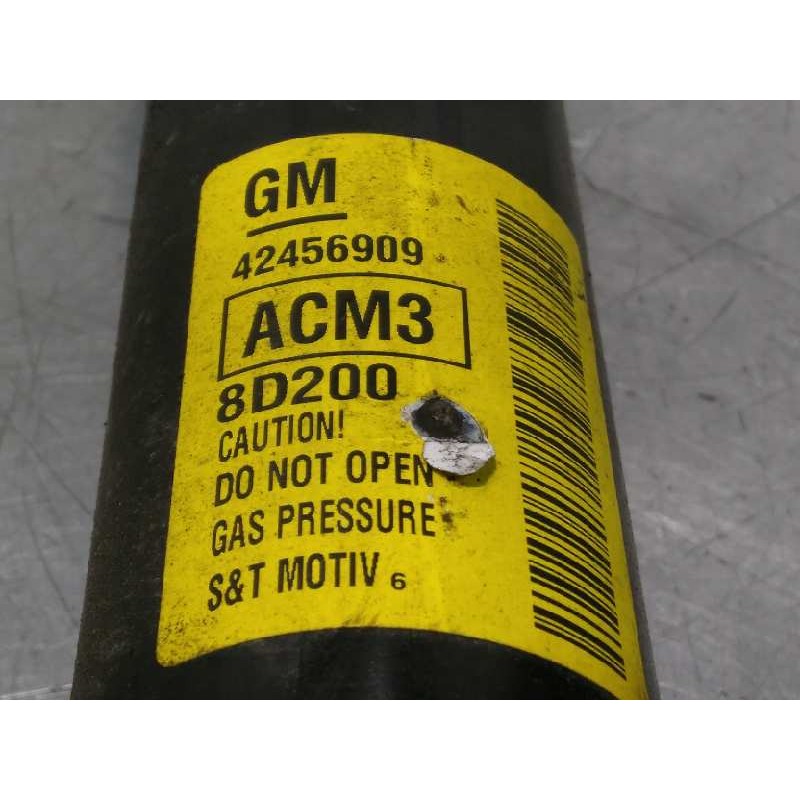 GM
42456909
ACM3
8D200
CAUTION!
DO NOT OPEN
GAS PRESSURE
S&T MOTIV 6